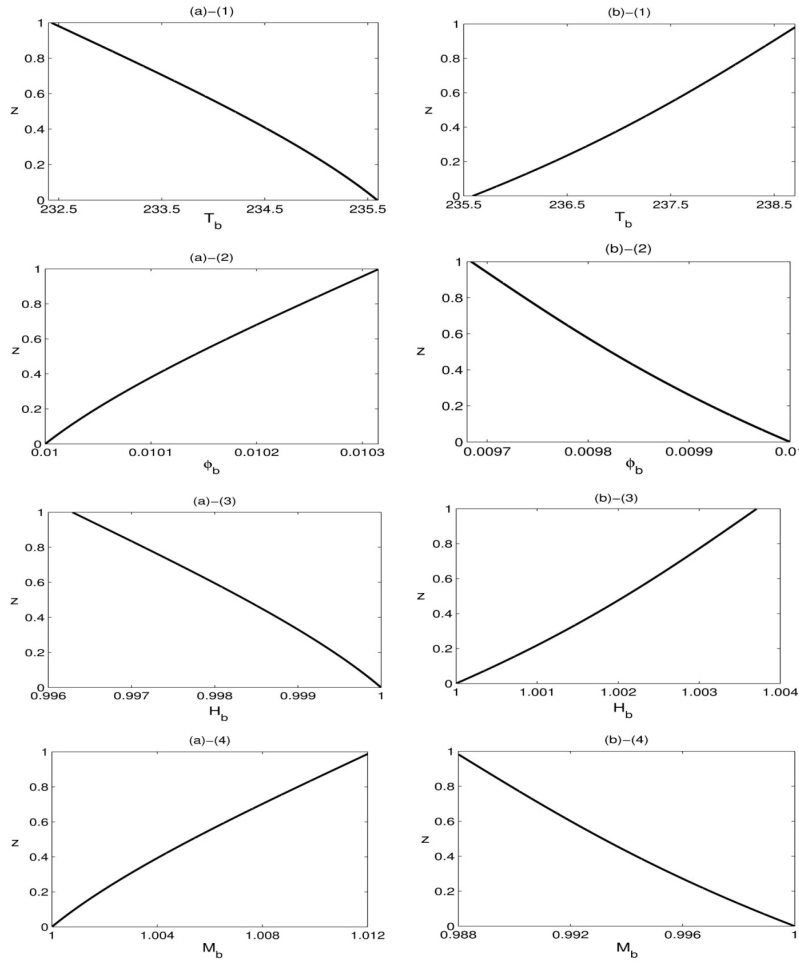 (a)−(1)
1
0.8
0.6
0.4
0.2
0
z
232.5 233.5 234.5 235.5
T_b
(b)−(1)
1
0.8
0.6
0.4
0.2
0
z
235.5 236.5 237.5 238.5
T_b
(a)−(2)
1
0.8
0.6
0.4
0.2
0
z
0.01 0.0101 0.0102 0.0103
ϕ_b
(b)−(2)
1
0.8
0.6
0.4
0.2
0
z
0.0097 0.0098 0.0099 0.01
ϕ_b
(a)−(3)
1
0.8
0.6
0.4
0.2
0
z
0.996 0.997 0.998 0.999 1
H_b
(b)−(3)
1
0.8
0.6
0.4
0.2
0
z
1 1.001 1.002 1.003 1.004
H_b
(a)−(4)
1
0.8
0.6
0.4
0.2
0
z
1 1.004 1.008 1.012
M_b
(b)−(4)
1
0.8
0.6
0.4
0.2
0
z
0.988 0.992 0.996 1
M_b